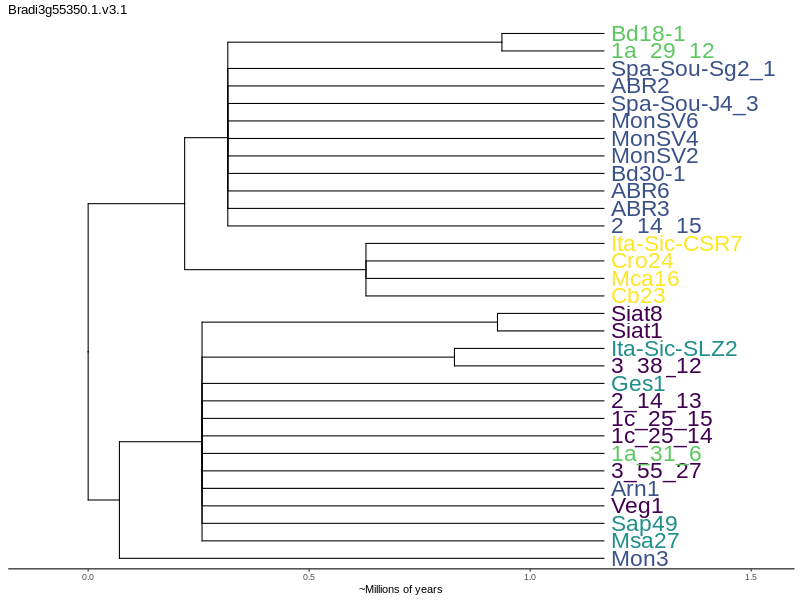 Bradi3g55350.1.v3.1
Bd18-1
1a_29_12
Spa-Sou-Sg2_1
ABR2
Spa-Sou-J4_3
MonSV6
MonSV4
MonSV2
Bd30-1
ABR6
ABR3
2_14_15
Ita-Sic-CSR7
Cro24
Mca16
Cb23
Siat8
Siat1
Ita-Sic-SLZ2
3_38_12
Ges1
2_14_13
1c_25_15
1c_25_14
1a_31_6
3_55_27
Arn1
Veg1
Sap49
Msa27
Mon3
0.0 0.5 1.0 1.5
~Millions of years